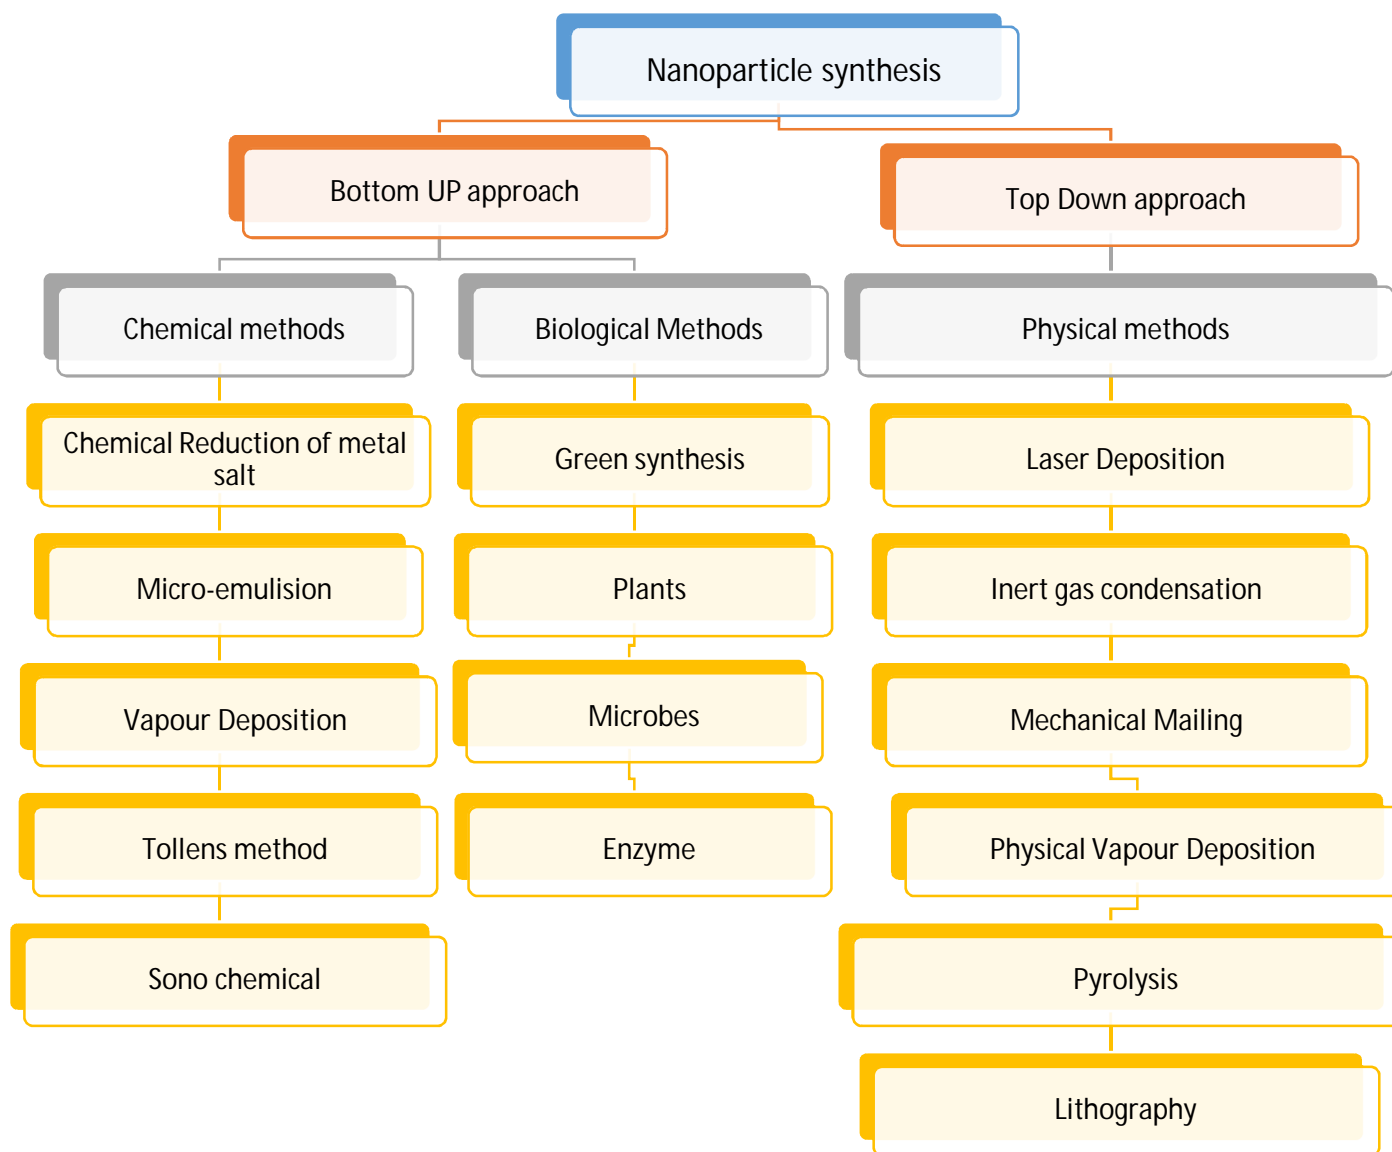 Nanoparticle synthesis
Bottom UP approach
Top Down approach
Chemical methods
Biological Methods
Physical methods
Chemical Reduction of metal
salt
Green synthesis
Laser Deposition
Micro-emulision
Plants
Inert gas condensation
Vapour Deposition
Microbes
Mechanical Mailing
Tollens method
Enzyme
Physical Vapour Deposition
Sono chemical
Pyrolysis
Lithography